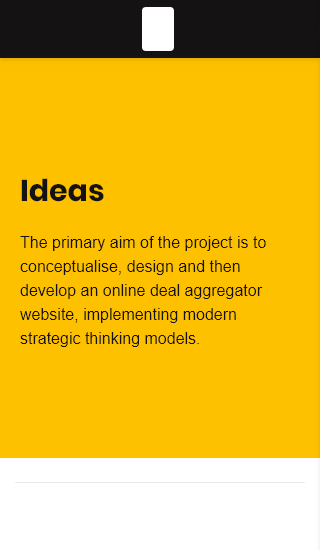 Ideas
The primary aim of the project is to
conceptualise, design and then
develop an online deal aggregator
website, implementing modern
strategic thinking models.